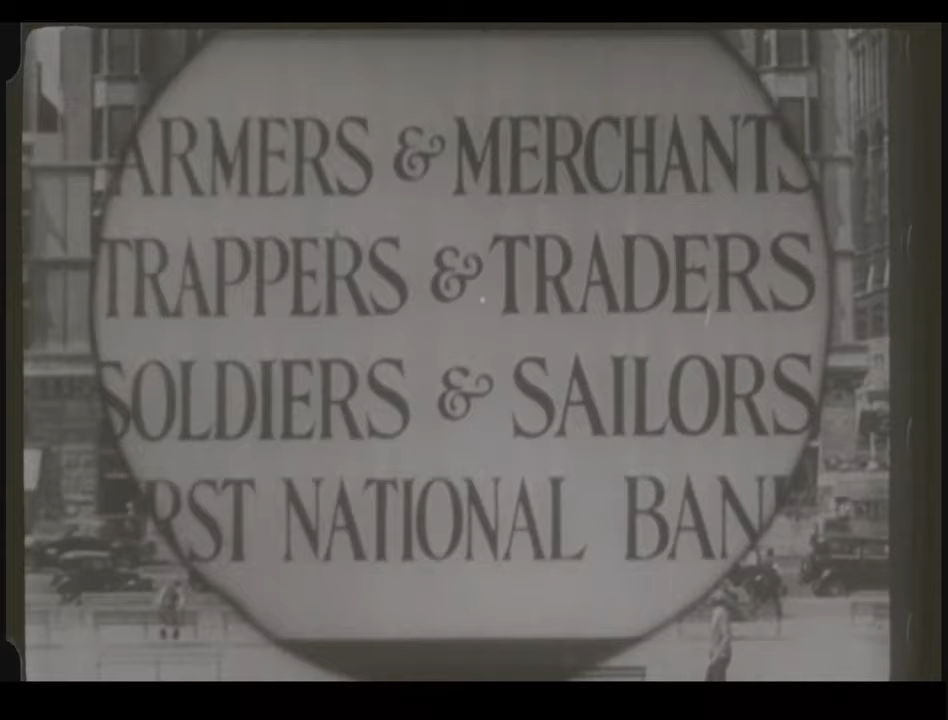 ARMERS & MERCHANTS
TRAPPERS & TRADERS
SOLDIERS & SAILORS
RST NATIONAL BAN